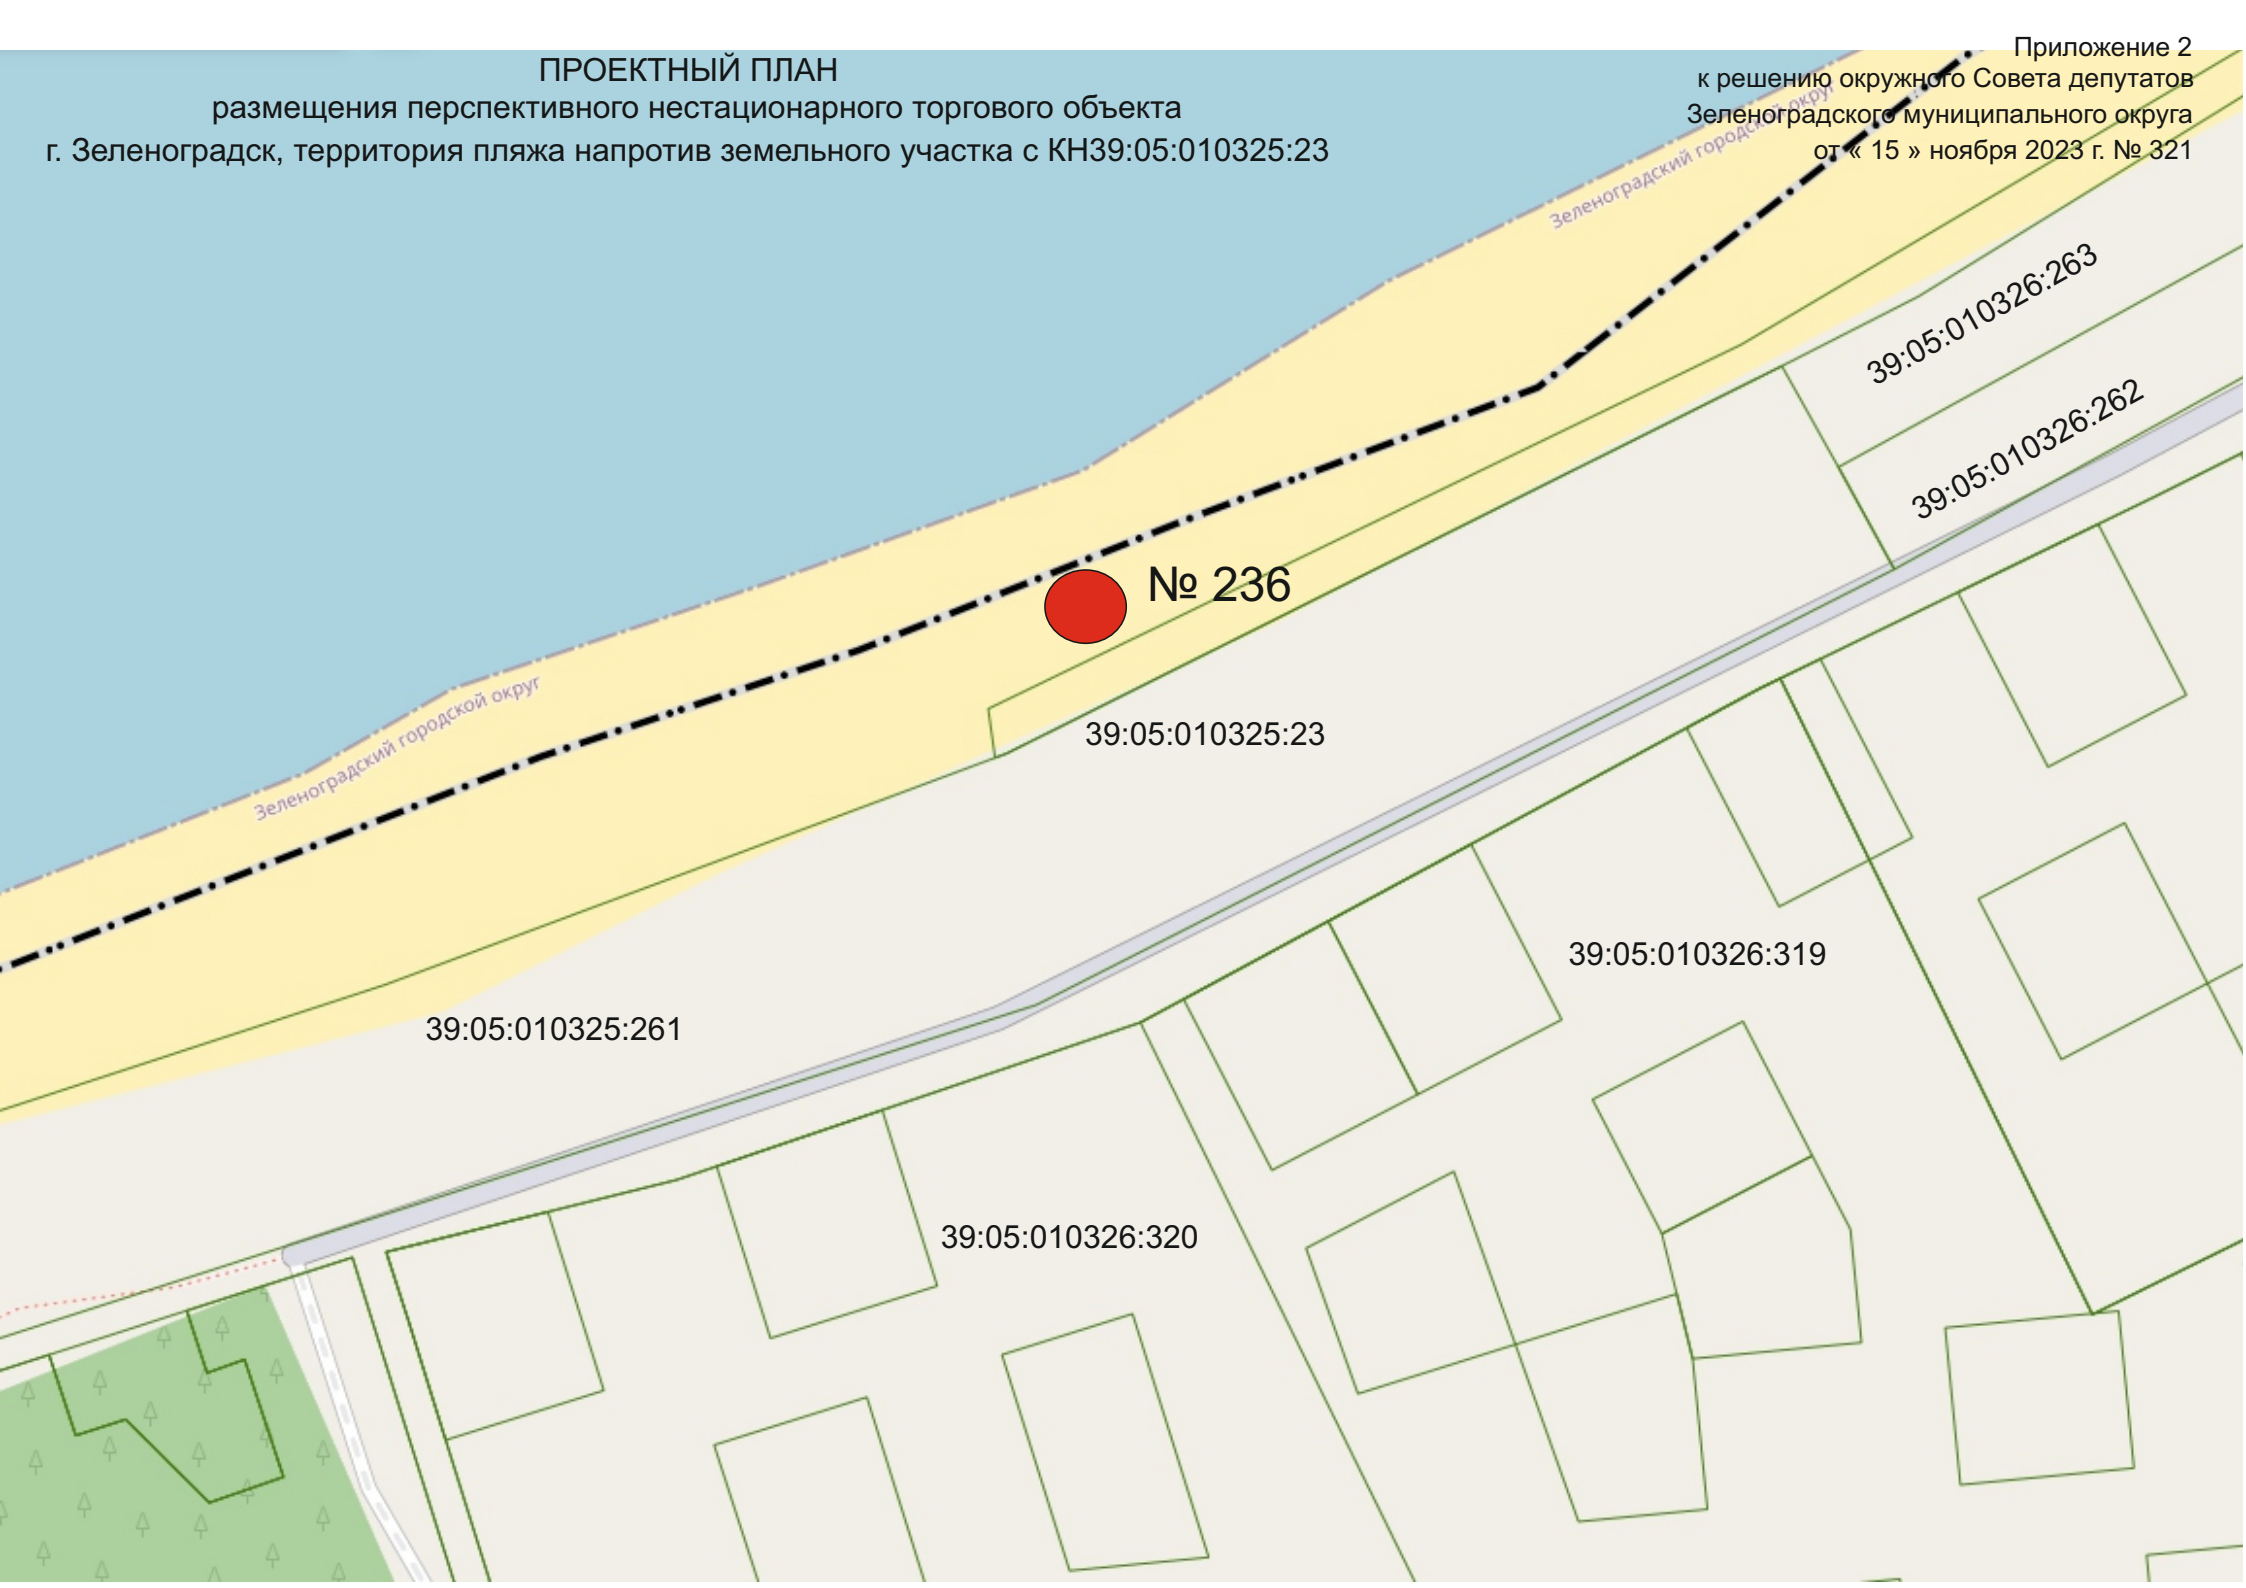 ПРОЕКТНЫЙ ПЛАН
размещения перспективного нестационарного торгового объекта
г. Зеленоградск, территория пляжа напротив земельного участка с КН39:05:010325:23
Приложение 2
к решению окружного Совета депутатов
Зеленоградского муниципального округа
от « 15 » ноября 2023 г. № 321
Зеленоградский городской округ
39:05:010326:263
39:05:010326:262
№ 236
Зеленоградский городской округ
39:05:010325:23
39:05:010326:319
39:05:010325:261
39:05:010326:320